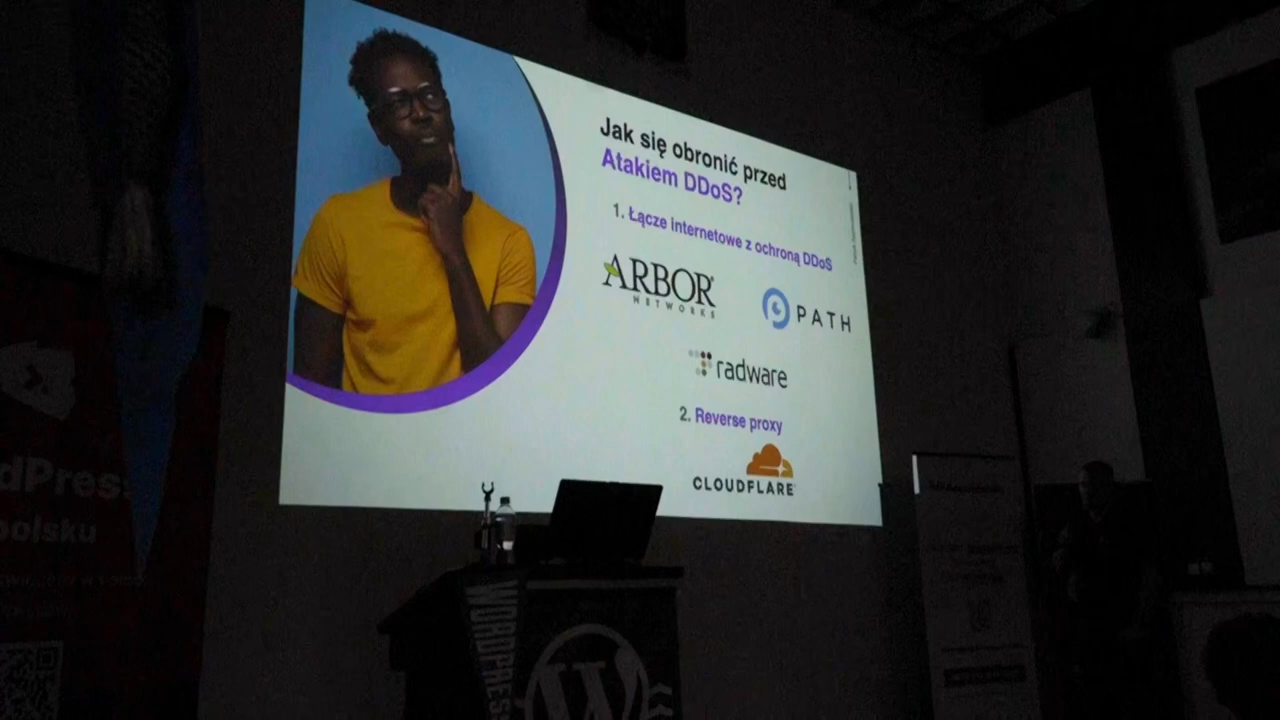 Jak się obronić przed
Atakiem DDoS?
1. Łącze internetowe z ochroną DDoS
ARBOR
NETWORKS
PATH
radware
2. Reverse proxy
CLOUDFLARE
dPress
polsku
WORDPRESS